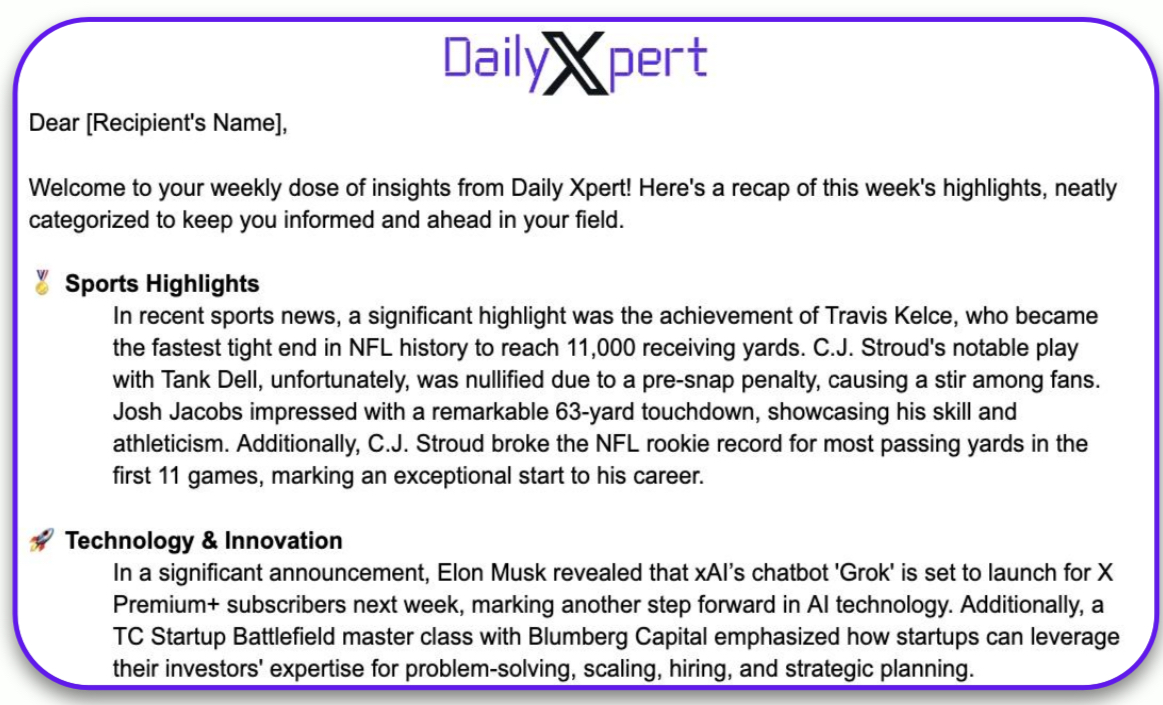 DailyXpert
Dear [Recipient's Name],
Welcome to your weekly dose of insights from Daily Xpert! Here's a recap of this week's highlights, neatly
categorized to keep you informed and ahead in your field.
Sports Highlights
In recent sports news, a significant highlight was the achievement of Travis Kelce, who became
the fastest tight end in NFL history to reach 11,000 receiving yards. C.J. Stroud's notable play
with Tank Dell, unfortunately, was nullified due to a pre-snap penalty, causing a stir among fans.
Josh Jacobs impressed with a remarkable 63-yard touchdown, showcasing his skill and
athleticism. Additionally, C.J. Stroud broke the NFL rookie record for most passing yards in the
first 11 games, marking an exceptional start to his career.
Technology & Innovation
In a significant announcement, Elon Musk revealed that xAI’s chatbot 'Grok' is set to launch for X
Premium+ subscribers next week, marking another step forward in AI technology. Additionally, a
TC Startup Battlefield master class with Blumberg Capital emphasized how startups can leverage
their investors' expertise for problem-solving, scaling, hiring, and strategic planning.